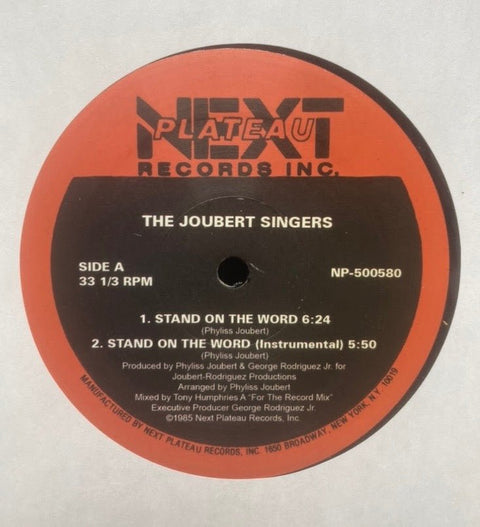 NEXT
PLATEAU
RECORDS INC.
THE JOUBERT SINGERS
SIDE A
33 1/3 RPM
NP-500580
1. STAND ON THE WORD 6:24
(Phyliss Joubert)
2. STAND ON THE WORD (Instrumental) 5:50
(Phyliss Joubert)
Produced by Phyliss Joubert & George Rodriguez Jr. for
Joubert-Rodriguez Productions
Arranged by Phyliss Joubert
Mixed by Tony Humphries A "For The Record Mix"
Executive Producer George Rodriguez Jr.
©1985 Next Plateau Records, Inc.
MANUFACTURED BY NEXT PLATEAU RECORDS, INC. 1650 BROADWAY, NEW YORK, N.Y. 10019